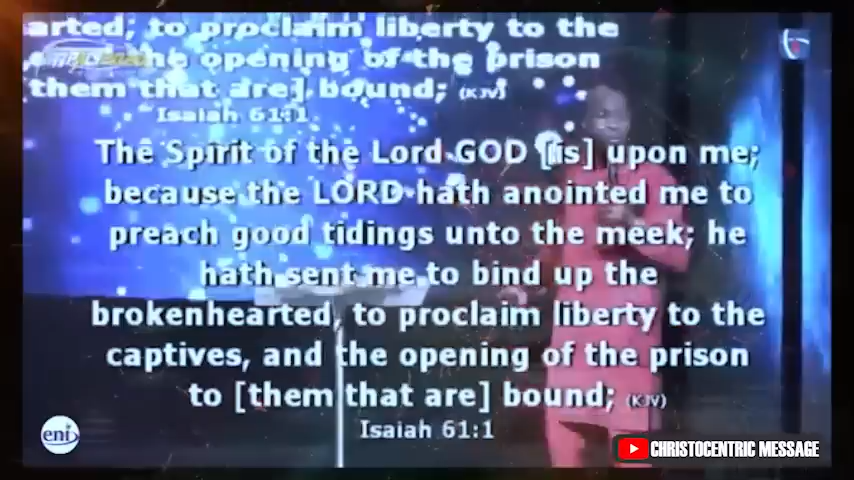 arted, to proclaim liberty to the
the opening of the prison
them that are] bound; (KJV)
Isaiah 61:1
The Spirit of the Lord GOD [is] upon me;
because the LORD hath anointed me to
preach good tidings unto the meek; he
hath sent me to bind up the
brokenhearted, to proclaim liberty to the
captives, and the opening of the prison
to [them that are] bound; (KJV)
Isaiah 61:1
eni
CHRISTOCENTRIC MESSAGE